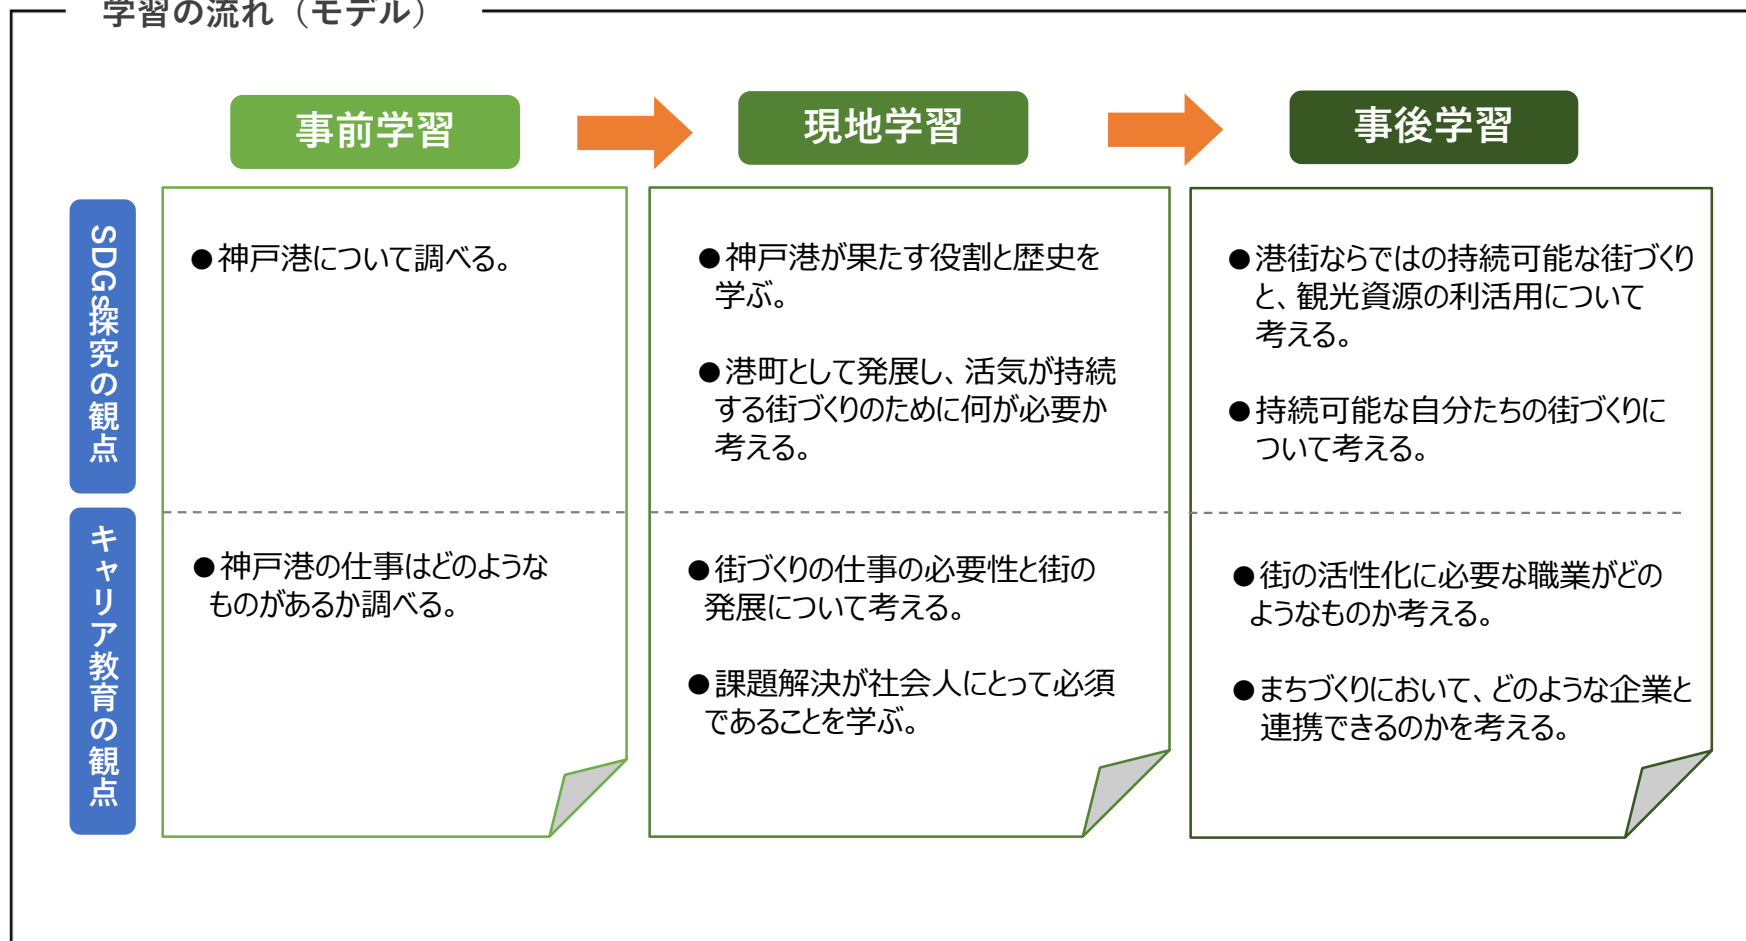 学習の流れ（モデル）
事前学習
現地学習
事後学習
SDGs探究の観点
●神戸港について調べる。
●神戸港が果たす役割と歴史を
学ぶ。
●港町として発展し、活気が持続
する街づくりのために何が必要か
考える。
●港街ならではの持続可能な街づくり
と、観光資源の利活用について
考える。
●持続可能な自分たちの街づくりに
ついて考える。
キャリア教育の観点
●神戸港の仕事はどのような
ものがあるか調べる。
●街づくりの仕事の必要性と街の
発展について考える。
●課題解決が社会人にとって必須
であることを学ぶ。
●街の活性化に必要な職業がどの
ようなものか考える。
●まちづくりにおいて、どのような企業と
連携できるのかを考える。